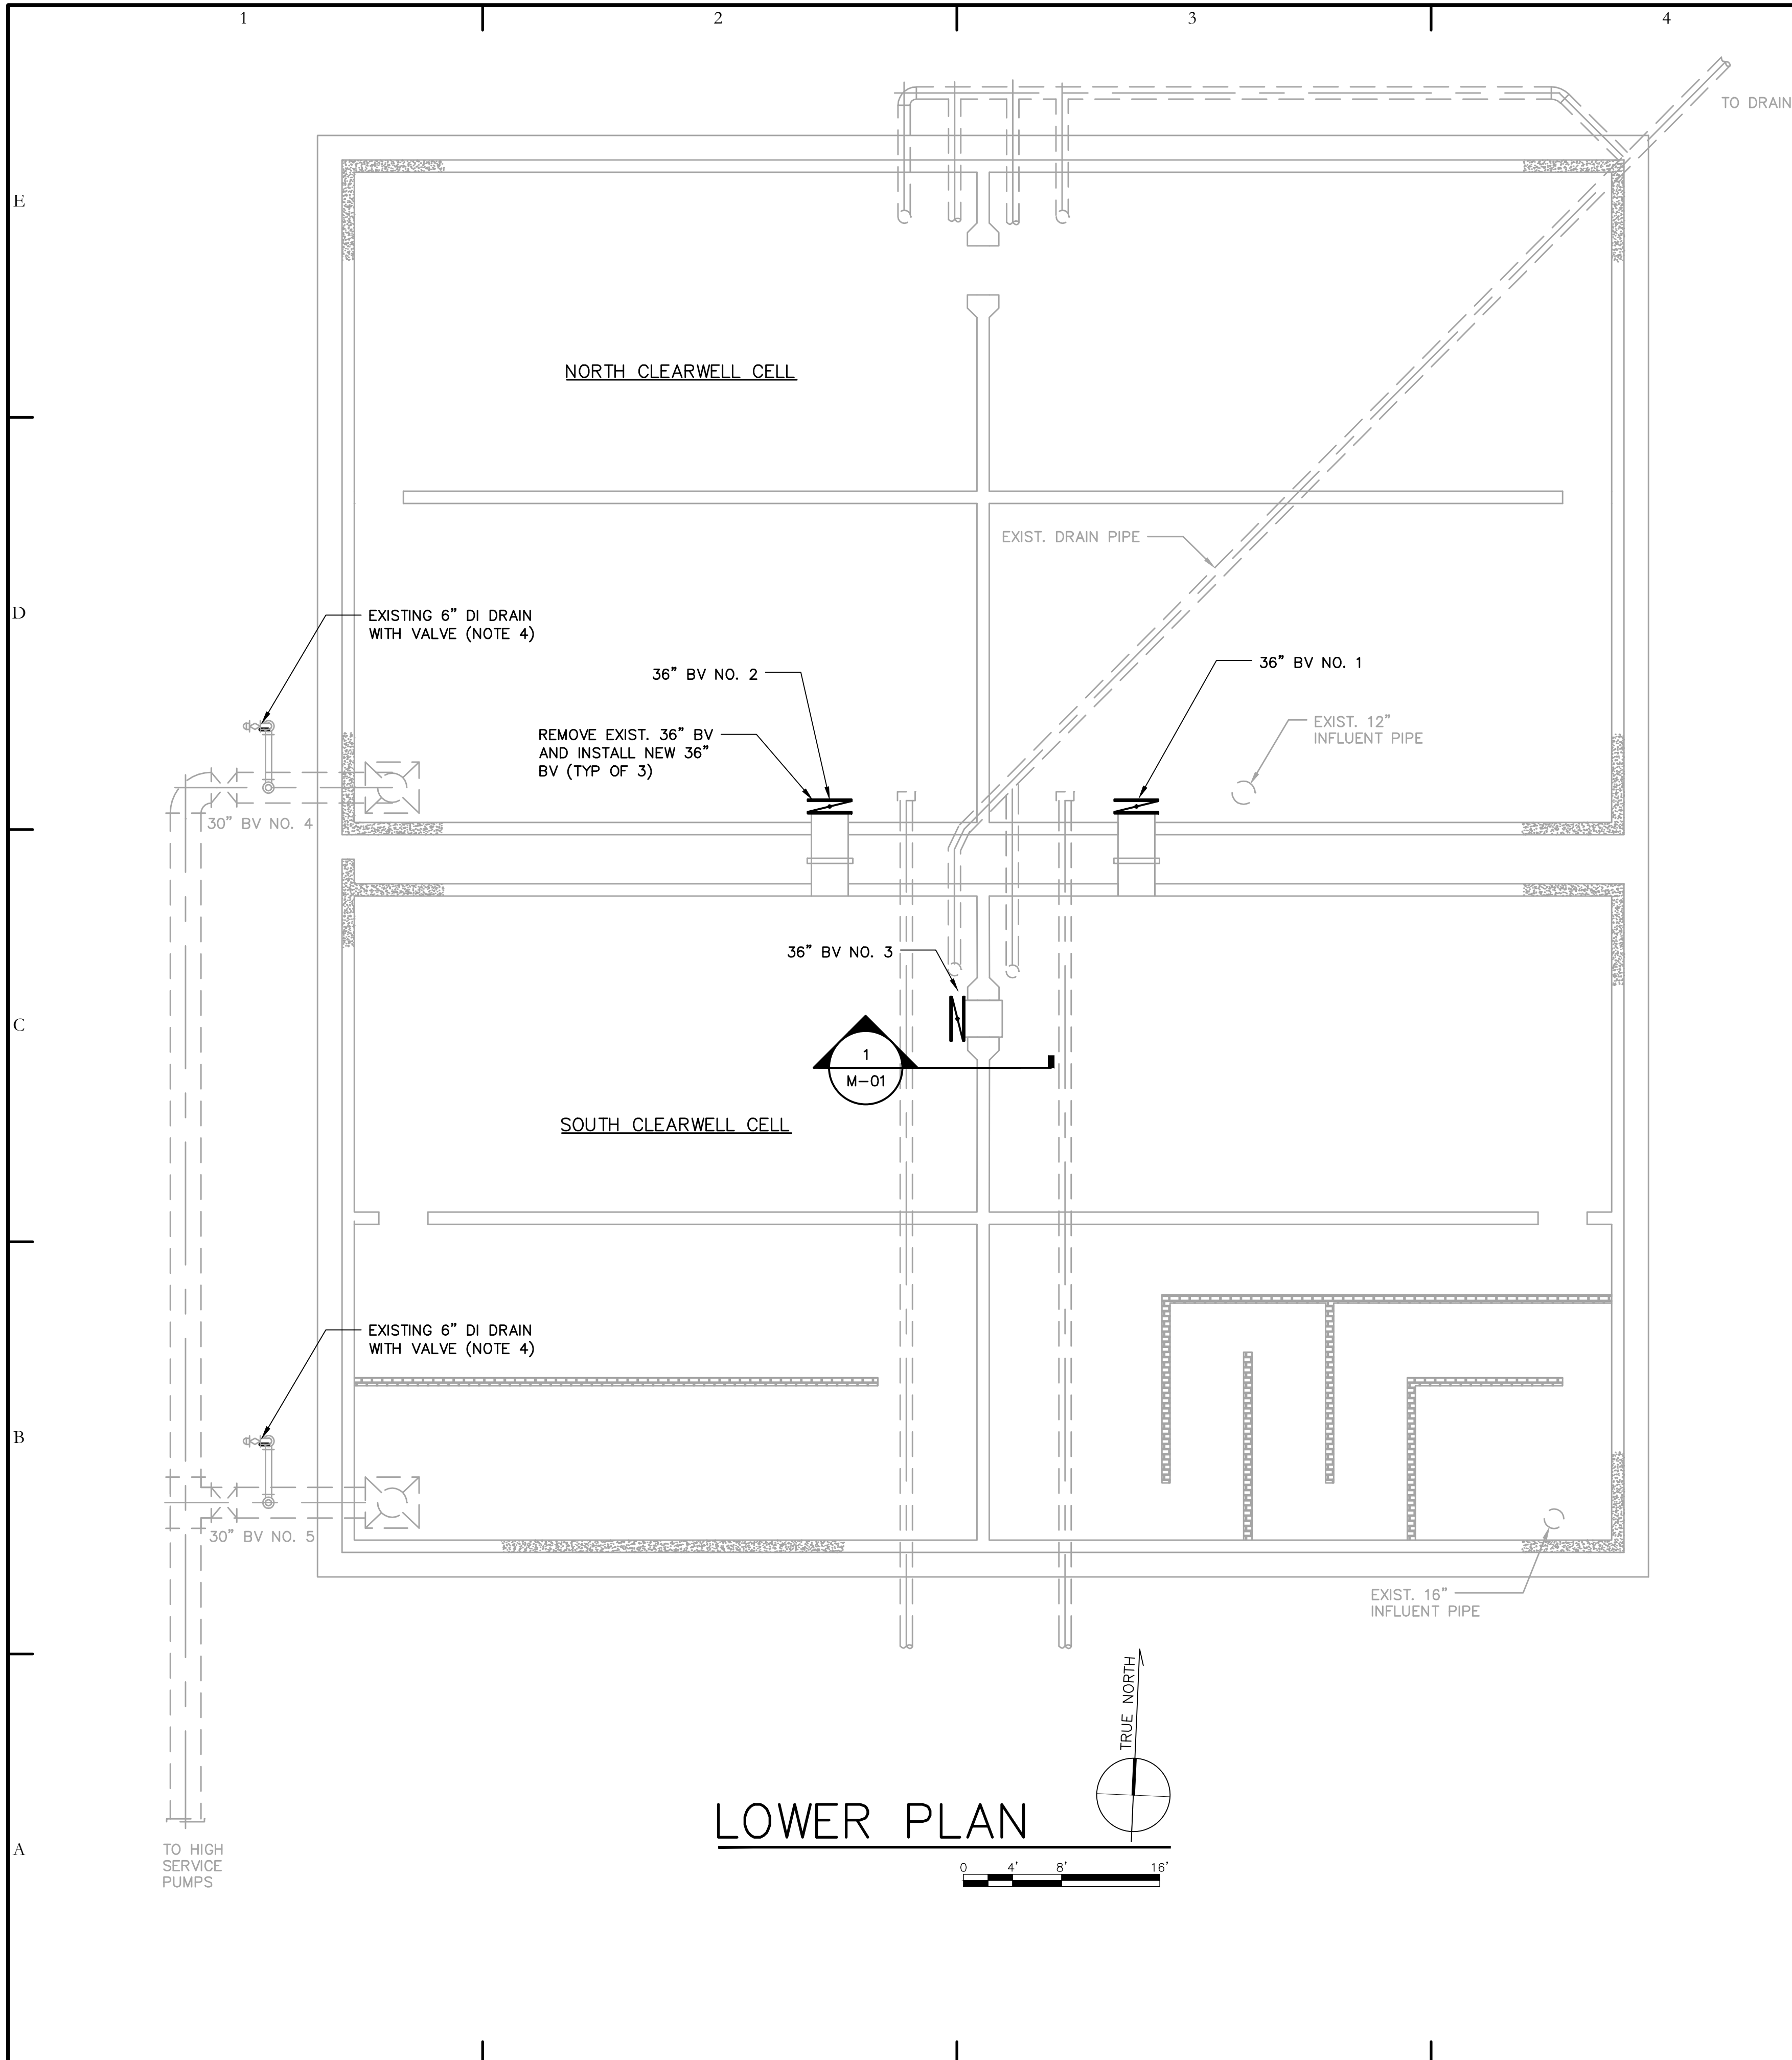 1
2
3
4
TO DRAIN
E
NORTH CLEARWELL CELL
EXIST. DRAIN PIPE
D
EXISTING 6" DI DRAIN
WITH VALVE (NOTE 4)
36" BV NO. 2
36" BV NO. 1
REMOVE EXIST. 36" BV
AND INSTALL NEW 36"
BV (TYP OF 3)
EXIST. 12"
INFLUENT PIPE
30" BV NO. 4
36" BV NO. 3
C
1
M-01
SOUTH CLEARWELL CELL
EXISTING 6" DI DRAIN
WITH VALVE (NOTE 4)
B
30" BV NO. 5
EXIST. 16"
INFLUENT PIPE
TRUE NORTH
LOWER PLAN
A
TO HIGH
SERVICE
PUMPS
0 4' 8' 16'